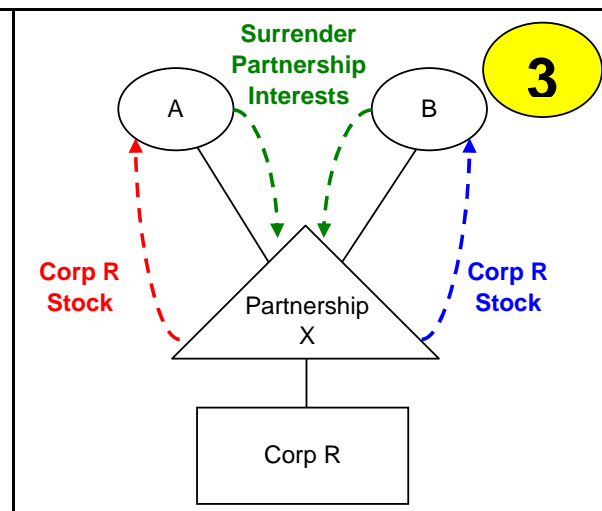 Surrender
Partnership
Interests
3
A
B
Corp R
Stock
Corp R
Stock
Partnership
X
Corp R